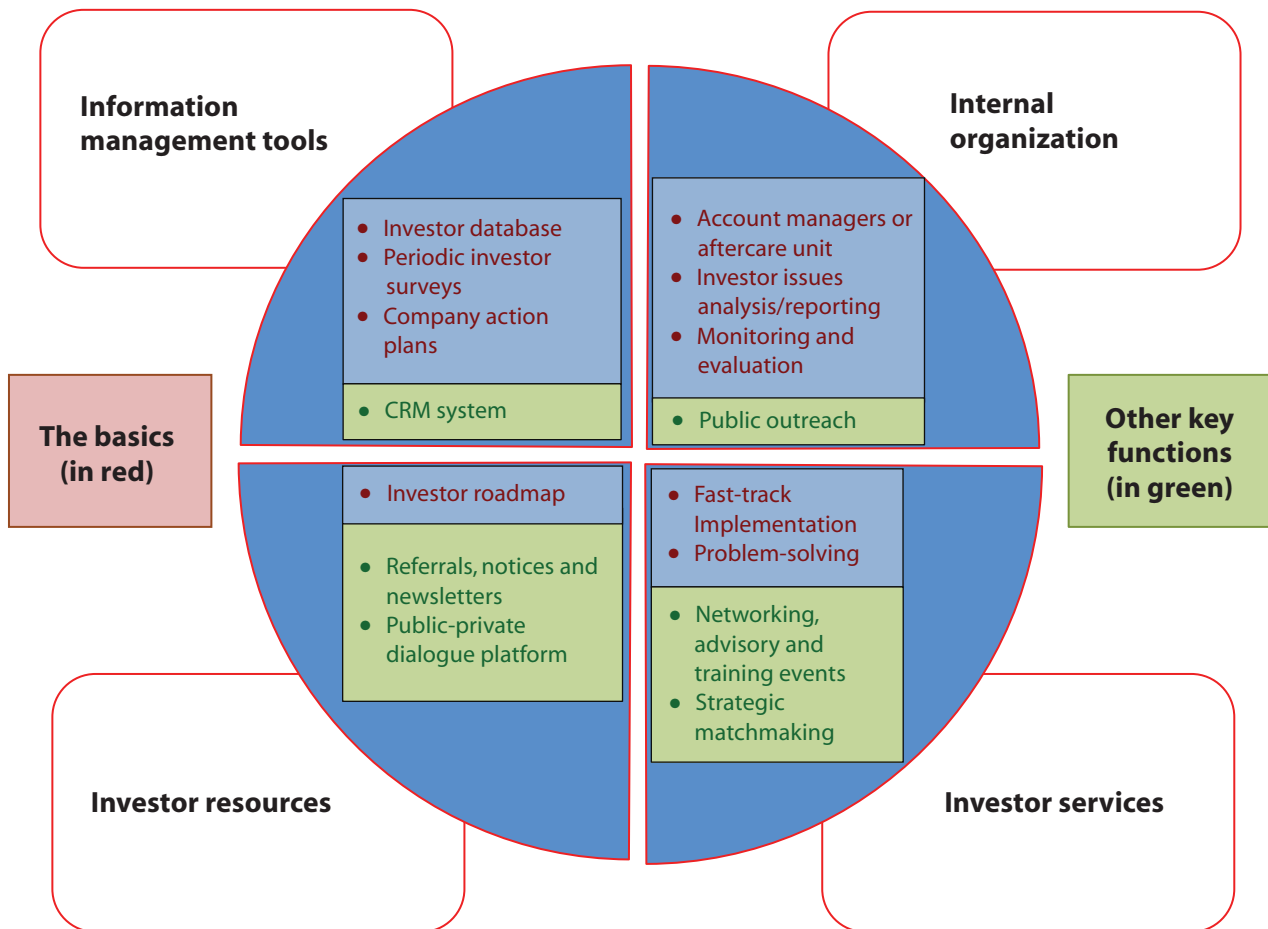 Information
management tools
Internal
organization
• Investor database
• Periodic investor
surveys
• Company action
plans
• CRM system
• Account managers or
aftercare unit
• Investor issues
analysis/reporting
• Monitoring and
evaluation
• Public outreach
The basics
(in red)
Other key
functions
(in green)
• Investor roadmap
• Referrals, notices and
newsletters
• Public-private
dialogue platform
• Fast-track
Implementation
• Problem-solving
• Networking,
advisory and
training events
• Strategic
matchmaking
Investor resources
Investor services